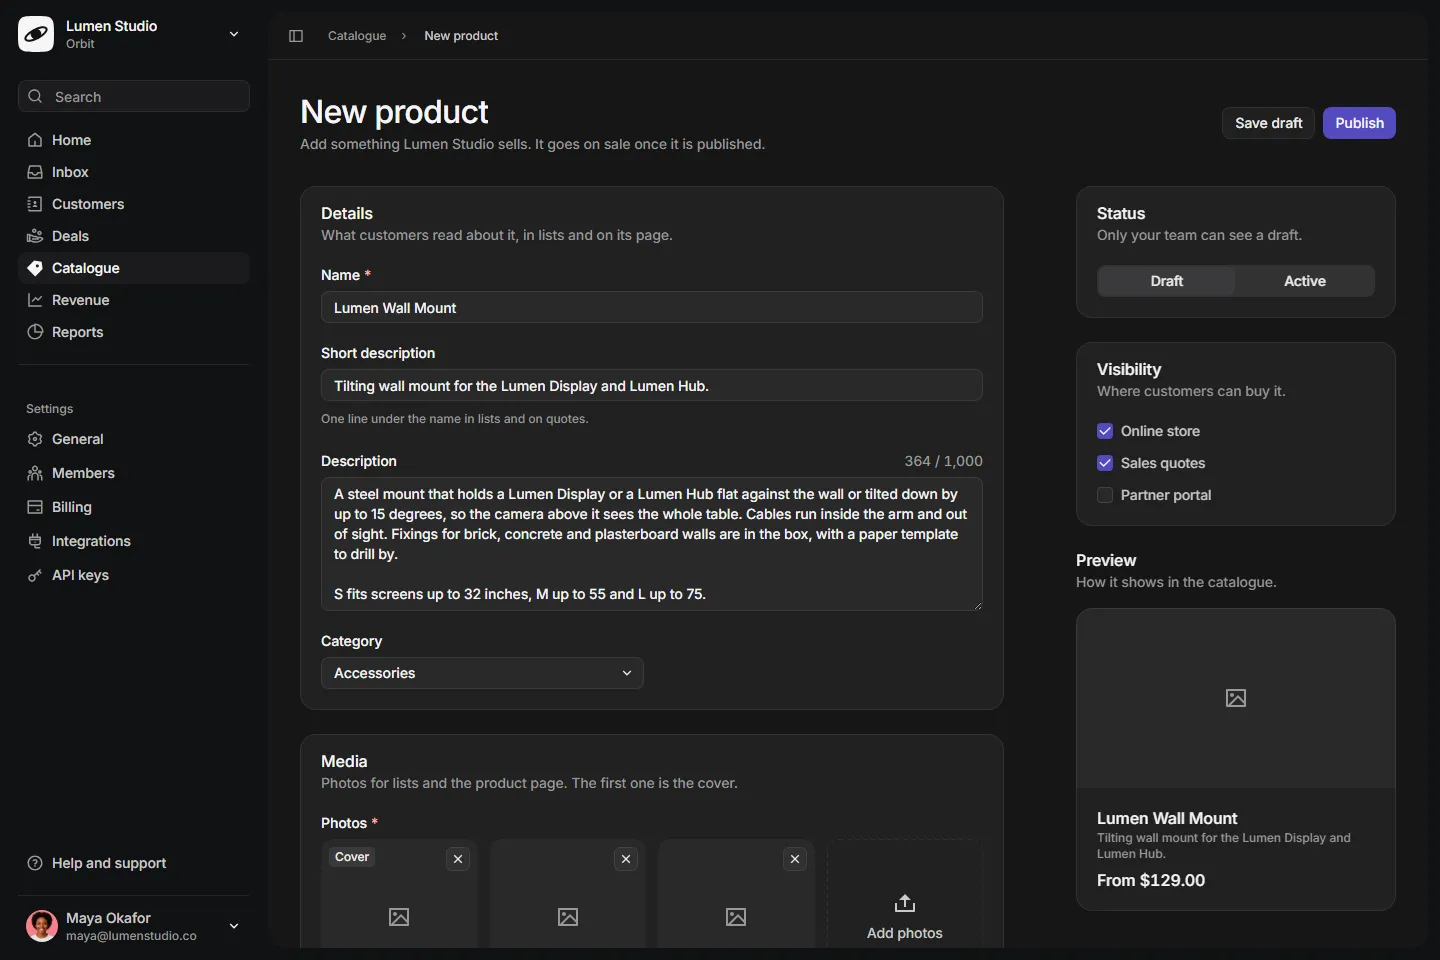 Lumen Studio
Orbit
Search
Home
Inbox
Customers
Deals
Catalogue
Revenue
Reports
Settings
General
Members
Billing
Integrations
API keys
Help and support
Maya Okafor
maya@lumenstudio.co
Catalogue › New product
New product
Add something Lumen Studio sells. It goes on sale once it is published.
Save draft
Publish
Details
What customers read about it, in lists and on its page.
Name *
Lumen Wall Mount
Short description
Tilting wall mount for the Lumen Display and Lumen Hub.
One line under the name in lists and on quotes.
Description
364 / 1,000
A steel mount that holds a Lumen Display or a Lumen Hub flat against the wall or tilted down by
up to 15 degrees, so the camera above it sees the whole table. Cables run inside the arm and out
of sight. Fixings for brick, concrete and plasterboard walls are in the box, with a paper template
to drill by.
S fits screens up to 32 inches, M up to 55 and L up to 75.
Category
Accessories
Media
Photos for lists and the product page. The first one is the cover.
Photos *
Cover
Add photos
Status
Only your team can see a draft.
Draft
Active
Visibility
Where customers can buy it.
Online store
Sales quotes
Partner portal
Preview
How it shows in the catalogue.
Lumen Wall Mount
Tilting wall mount for the Lumen Display and
Lumen Hub.
From $129.00